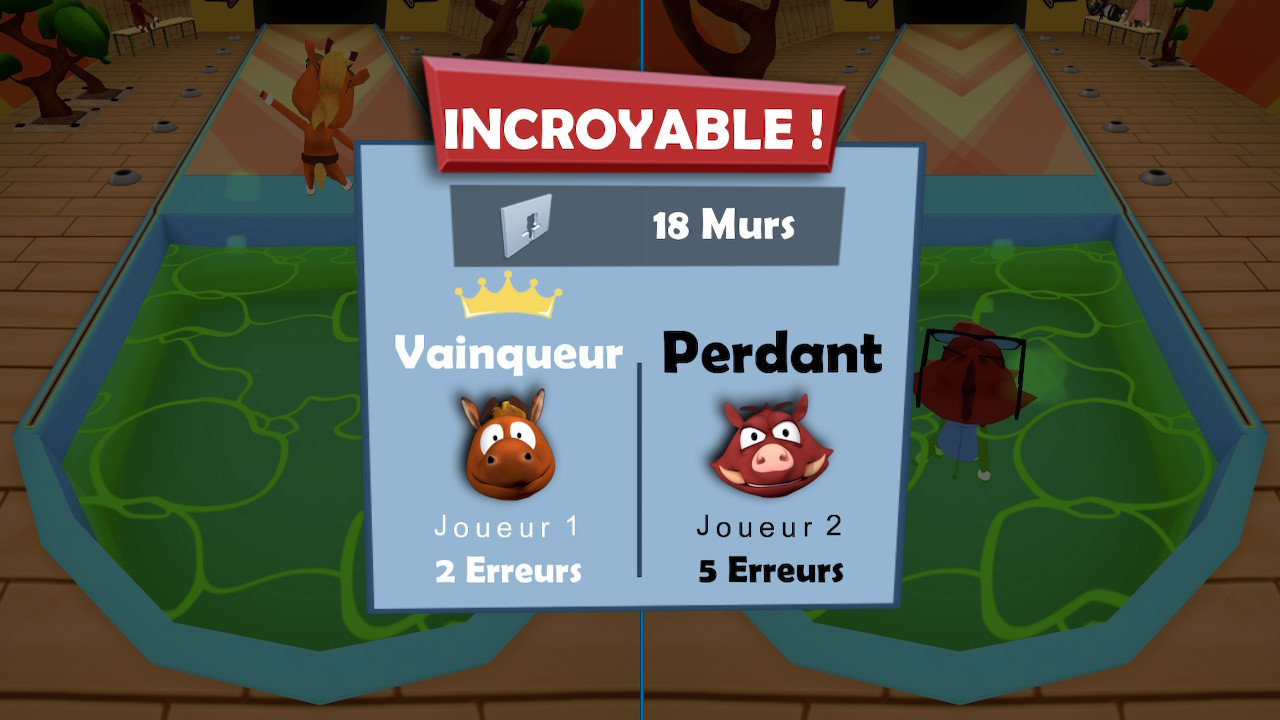 INCROYABLE !
18 Murs
Vainqueur
Perdant
Joueur 1
Joueur 2
2 Erreurs
5 Erreurs